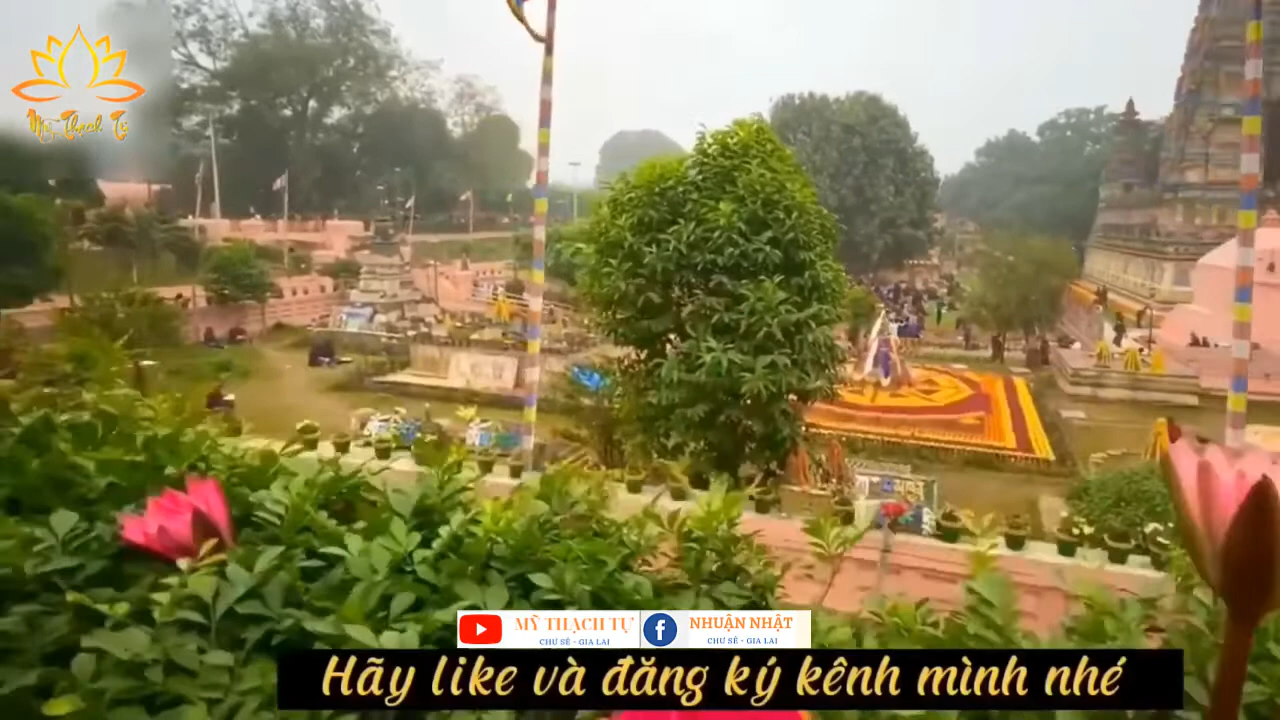 Mỹ Thạch Tự
MỸ THẠCH TỰ
CHƯ SÊ - GIA LAI
NHUẬN NHẬT
CHƯ SÊ - GIA LAI
Hãy like và đăng ký kênh mình nhé